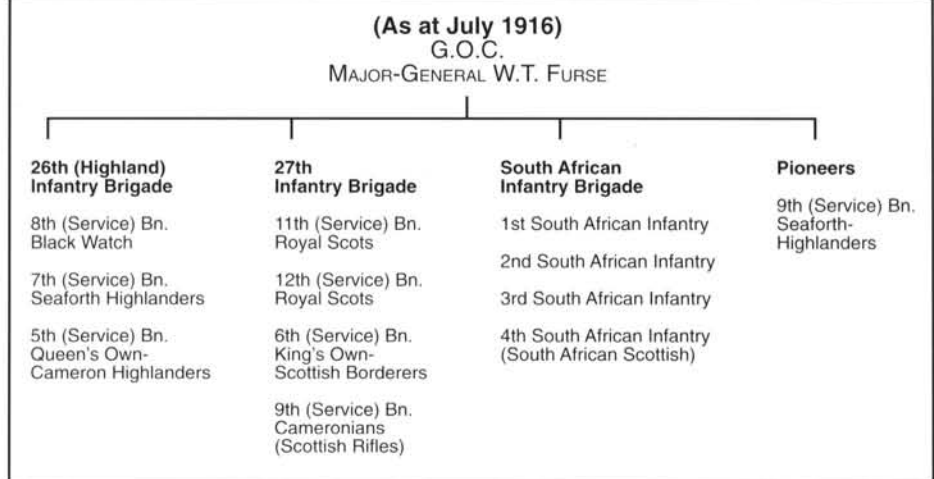 (As at July 1916)
G.O.C.
MAJOR-GENERAL W.T. FURSE
26th (Highland)
Infantry Brigade
8th (Service) Bn.
Black Watch
7th (Service) Bn.
Seaforth Highlanders
5th (Service) Bn.
Queen's Own-
Cameron Highlanders
27th
Infantry Brigade
11th (Service) Bn.
Royal Scots
12th (Service) Bn.
Royal Scots
6th (Service) Bn.
King's Own-
Scottish Borderers
9th (Service) Bn.
Cameronians
(Scottish Rifles)
South African
Infantry Brigade
1st South African Infantry
2nd South African Infantry
3rd South African Infantry
4th South African Infantry
(South African Scottish)
Pioneers
9th (Service) Bn.
Seaforth-
Highlanders